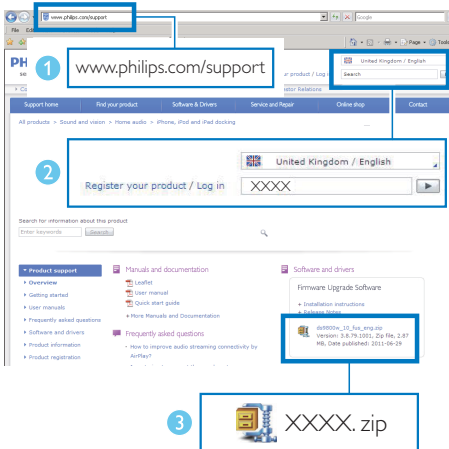 www.philips.com/support
Google
File
Page
Tools
1
www.philips.com/support
United Kingdom / English
Search
Support home
Find your product
Software & Drivers
Service and Repair
Online shop
Contact
All products > Sound and vision > Home audio > iPhone, iPod and iPad docking
2
United Kingdom / English
Register your product / Log in
XXXX
Search for information about this product
Enter keywords
Search
Product support
Overview
Getting started
User manuals
Frequently asked questions
Software and drivers
Product information
Product registration
Manuals and documentation
Leaflet
User manual
Quick start guide
+ More Manuals and Documentation
Frequently asked questions
- How to improve audio streaming connectivity by
AirPlay?
Software and drivers
Firmware Upgrade Software
+ Installation instructions
+ Release Notes
ds9800w_10_fus_eng.zip
Version: 3.8.79.1001, Zip file, 2.87
MB, Date published: 2011-06-29
3
XXXX. zip